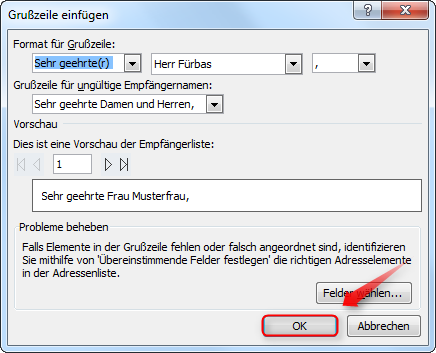 Grußzeile einfügen
Format für Grußzeile:
Sehr geehrte(r) Herr Fürbas ,
Grußzeile für ungültige Empfängernamen:
Sehr geehrte Damen und Herren,
Vorschau
Dies ist eine Vorschau der Empfängerliste:
1
Sehr geehrte Frau Musterfrau,
Probleme beheben
Falls Elemente in der Grußzeile fehlen oder falsch angeordnet sind, identifizieren
Sie mithilfe von 'Übereinstimmende Felder festlegen' die richtigen Adresselemente
in der Adressenliste.
Felder wählen...
OK Abbrechen